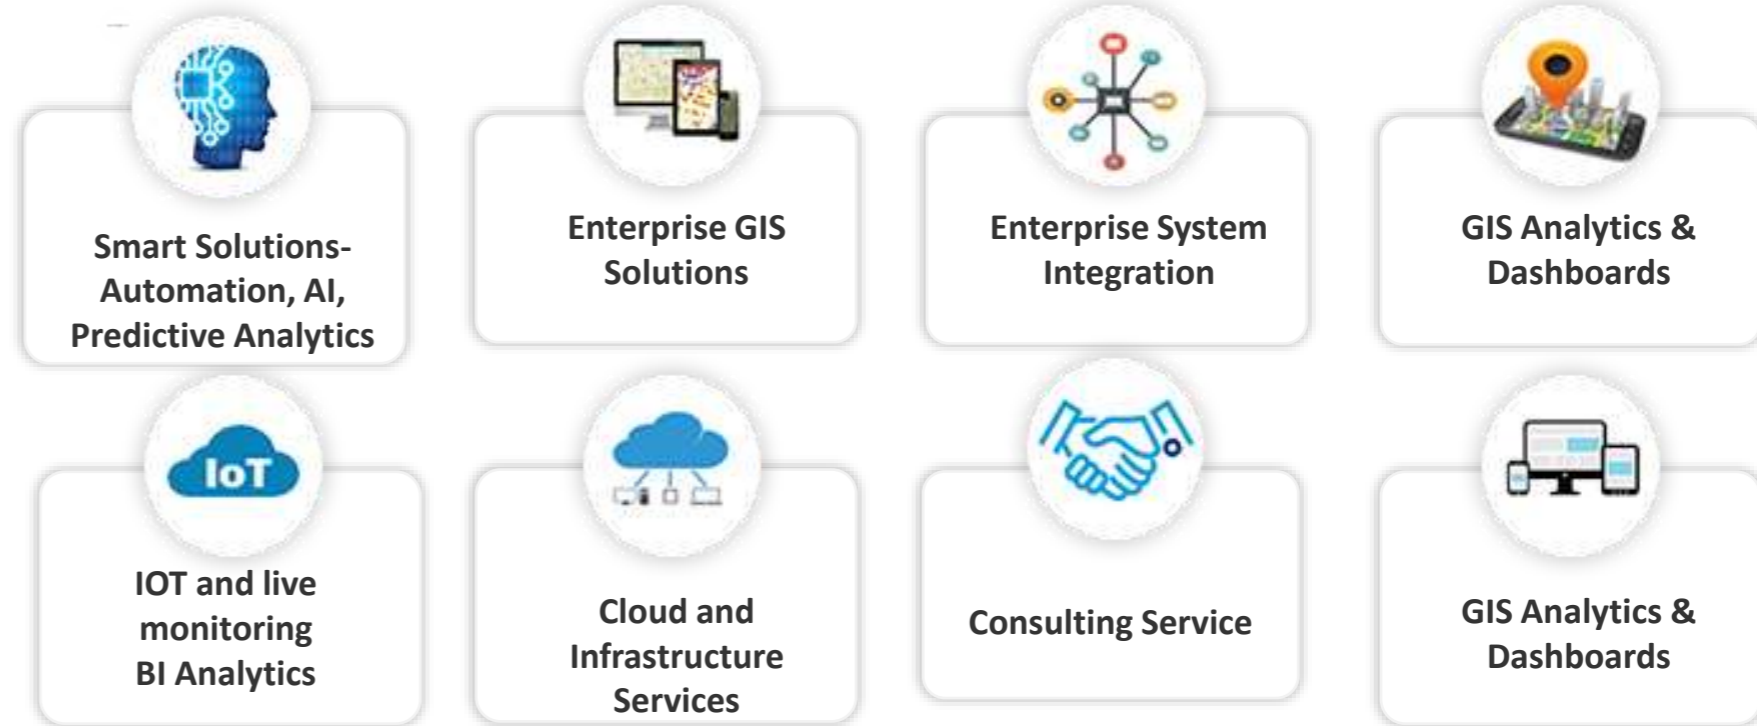 Smart Solutions-
Automation, AI,
Predictive Analytics
Enterprise GIS
Solutions
Enterprise System
Integration
GIS Analytics &
Dashboards
IoT
IOT and live
monitoring
BI Analytics
Cloud and
Infrastructure
Services
Consulting Service
GIS Analytics &
Dashboards